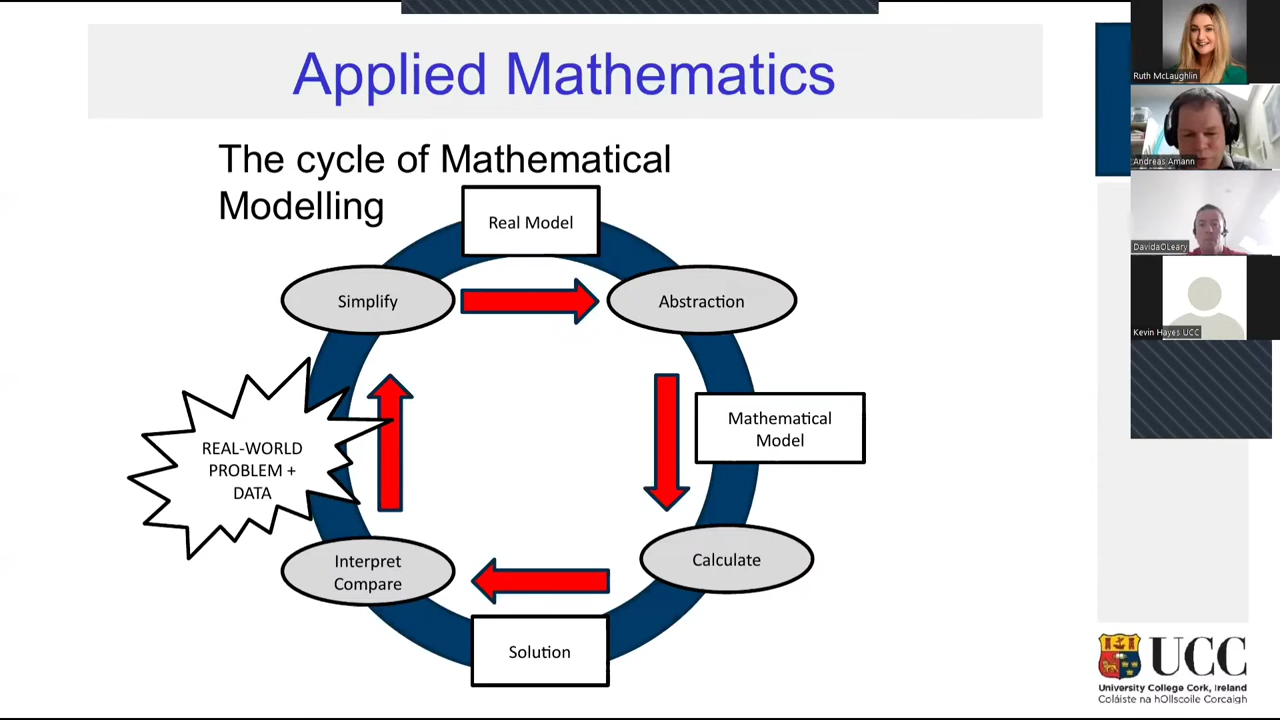 Applied Mathematics
The cycle of Mathematical
Modelling
Real Model
Simplify
Abstraction
REAL-WORLD
PROBLEM +
DATA
Mathematical
Model
Interpret
Compare
Calculate
Solution
Ruth McLaughlin
Andreas Amann
DavidaOLeary
Kevin Hayes UCC
UCC
University College Cork, Ireland
Coláiste na hOllscoile Corcaigh